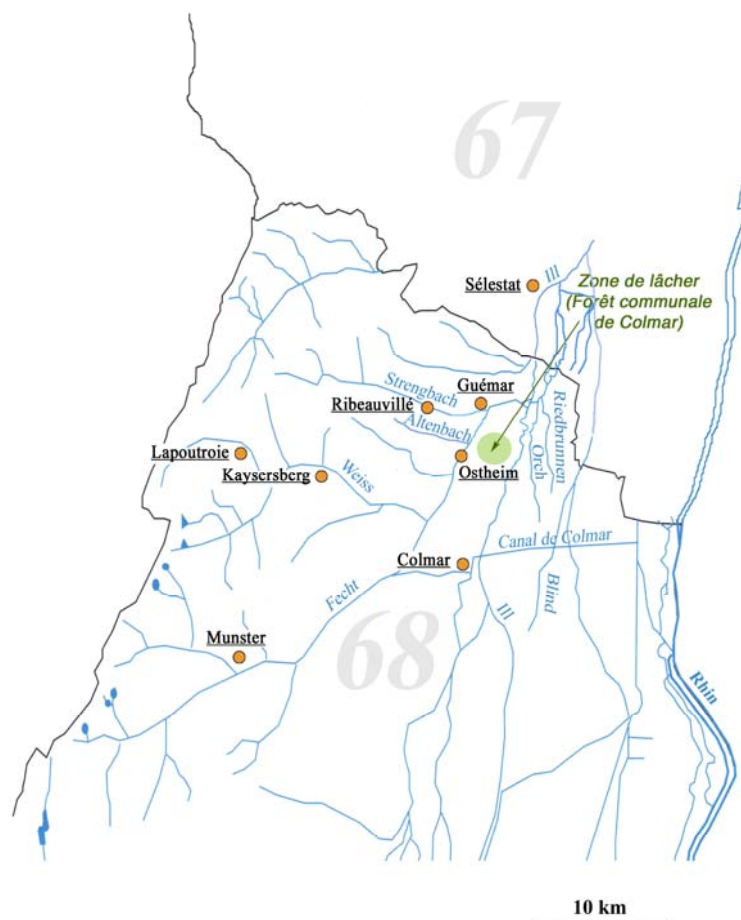 67
Ill
Sélestat
Zone de lâcher
(Forêt communale
de Colmar)
Guémar
Strengbach
Ribeauvillé
Altenbach
Riedbrunnen
Orch
Lapoutroie
Ostheim
Kaysersberg
Weiss
Canal de Colmar
Colmar
Fecht
Blind
Ill
68
Munster
Rhin
10 km